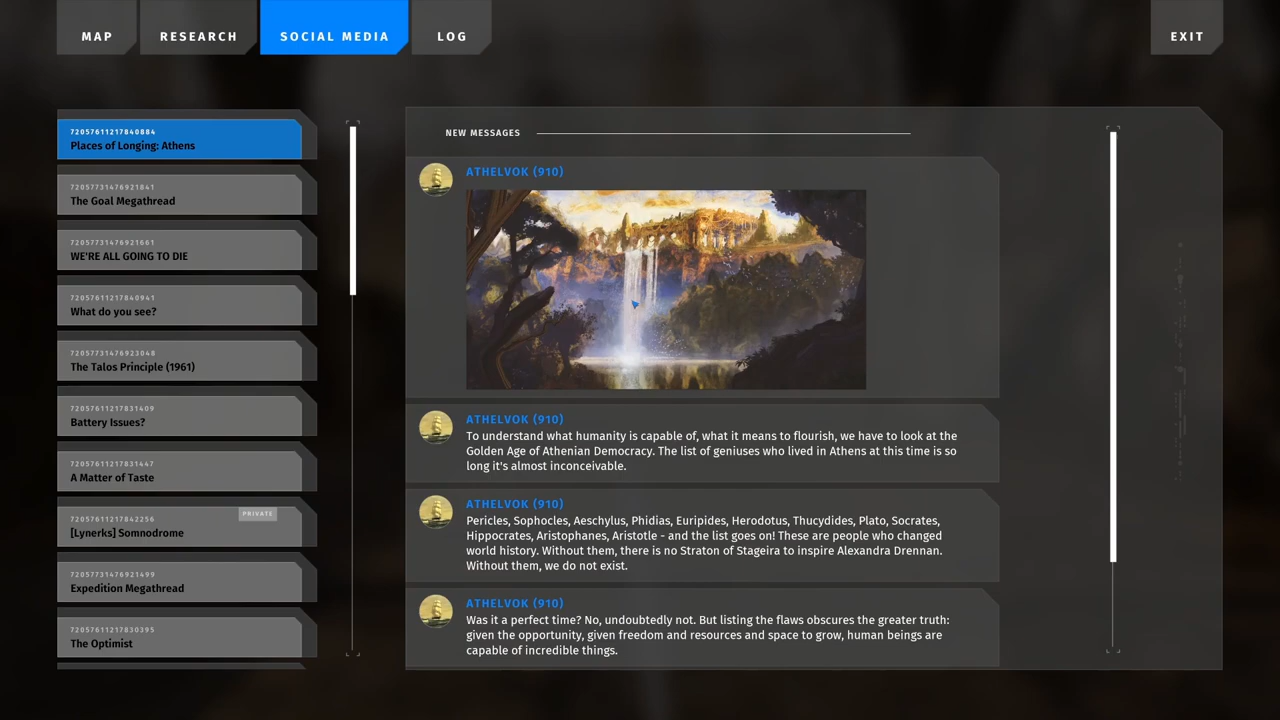 MAP
RESEARCH
SOCIAL MEDIA
LOG
EXIT
72057611217840884
Places of Longing: Athens
72057731476921841
The Goal Megathread
72057731476921661
WE'RE ALL GOING TO DIE
72057611217840941
What do you see?
72057731476923048
The Talos Principle (1961)
72057611217831409
Battery Issues?
72057611217831447
A Matter of Taste
72057611217842256
PRIVATE
[Lynerks] Somnodrome
72057731476921499
Expedition Megathread
72057611217830395
The Optimist
NEW MESSAGES
ATHELVOK (910)
ATHELVOK (910)
To understand what humanity is capable of, what it means to flourish, we have to look at the
Golden Age of Athenian Democracy. The list of geniuses who lived in Athens at this time is so
long it's almost inconceivable.
ATHELVOK (910)
Pericles, Sophocles, Aeschylus, Phidias, Euripides, Herodotus, Thucydides, Plato, Socrates,
Hippocrates, Aristophanes, Aristotle - and the list goes on! These are people who changed
world history. Without them, there is no Straton of Stageira to inspire Alexandra Drennan.
Without them, we do not exist.
ATHELVOK (910)
Was it a perfect time? No, undoubtedly not. But listing the flaws obscures the greater truth:
given the opportunity, given freedom and resources and space to grow, human beings are
capable of incredible things.